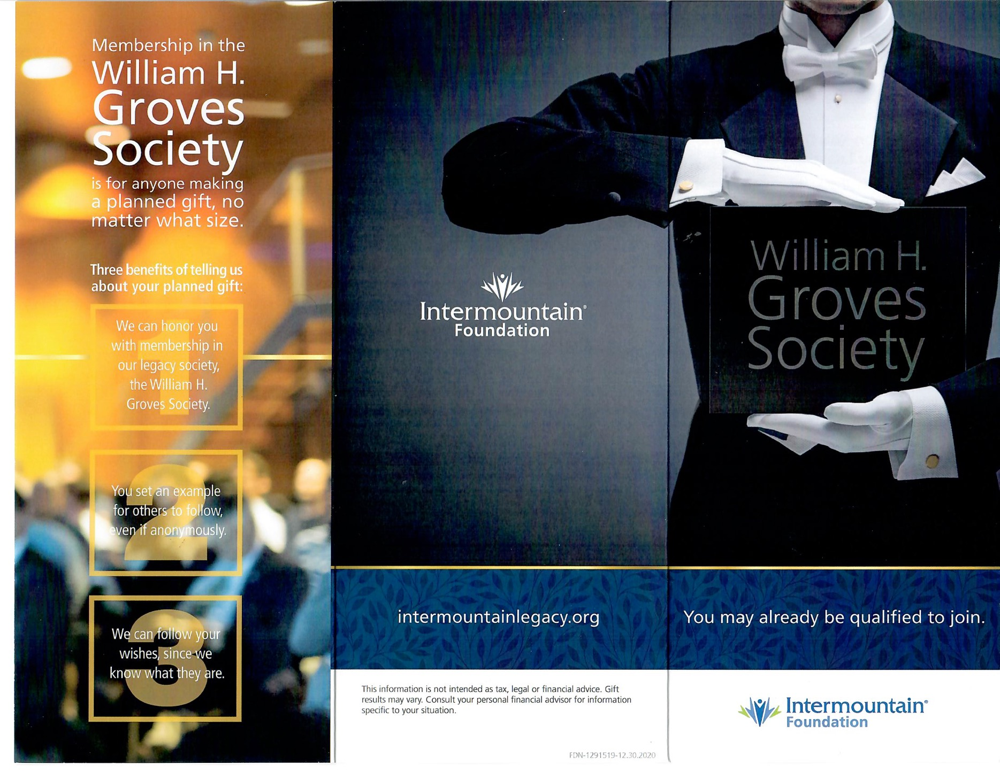 Membership in the
William H.
Groves
Society
is for anyone making
a planned gift, no
matter what size.
Three benefits of telling us
about your planned gift:
1
We can honor you
with membership in
our legacy society,
the William H.
Groves Society.
2
You set an example
for others to follow,
even if anonymously.
3
We can follow your
wishes, since we
know what they are.
Intermountain®
Foundation
intermountainlegacy.org
This information is not intended as tax, legal or financial advice. Gift
results may vary. Consult your personal financial advisor for information
specific to your situation.
FDN-1291519-12.30.2020
William H.
Groves
Society
You may already be qualified to join.
Intermountain®
Foundation